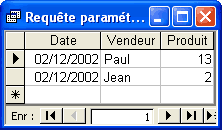 Requête paramét...
Date Vendeur Produit
02/12/2002 Paul 13
02/12/2002 Jean 2
Enr : 1